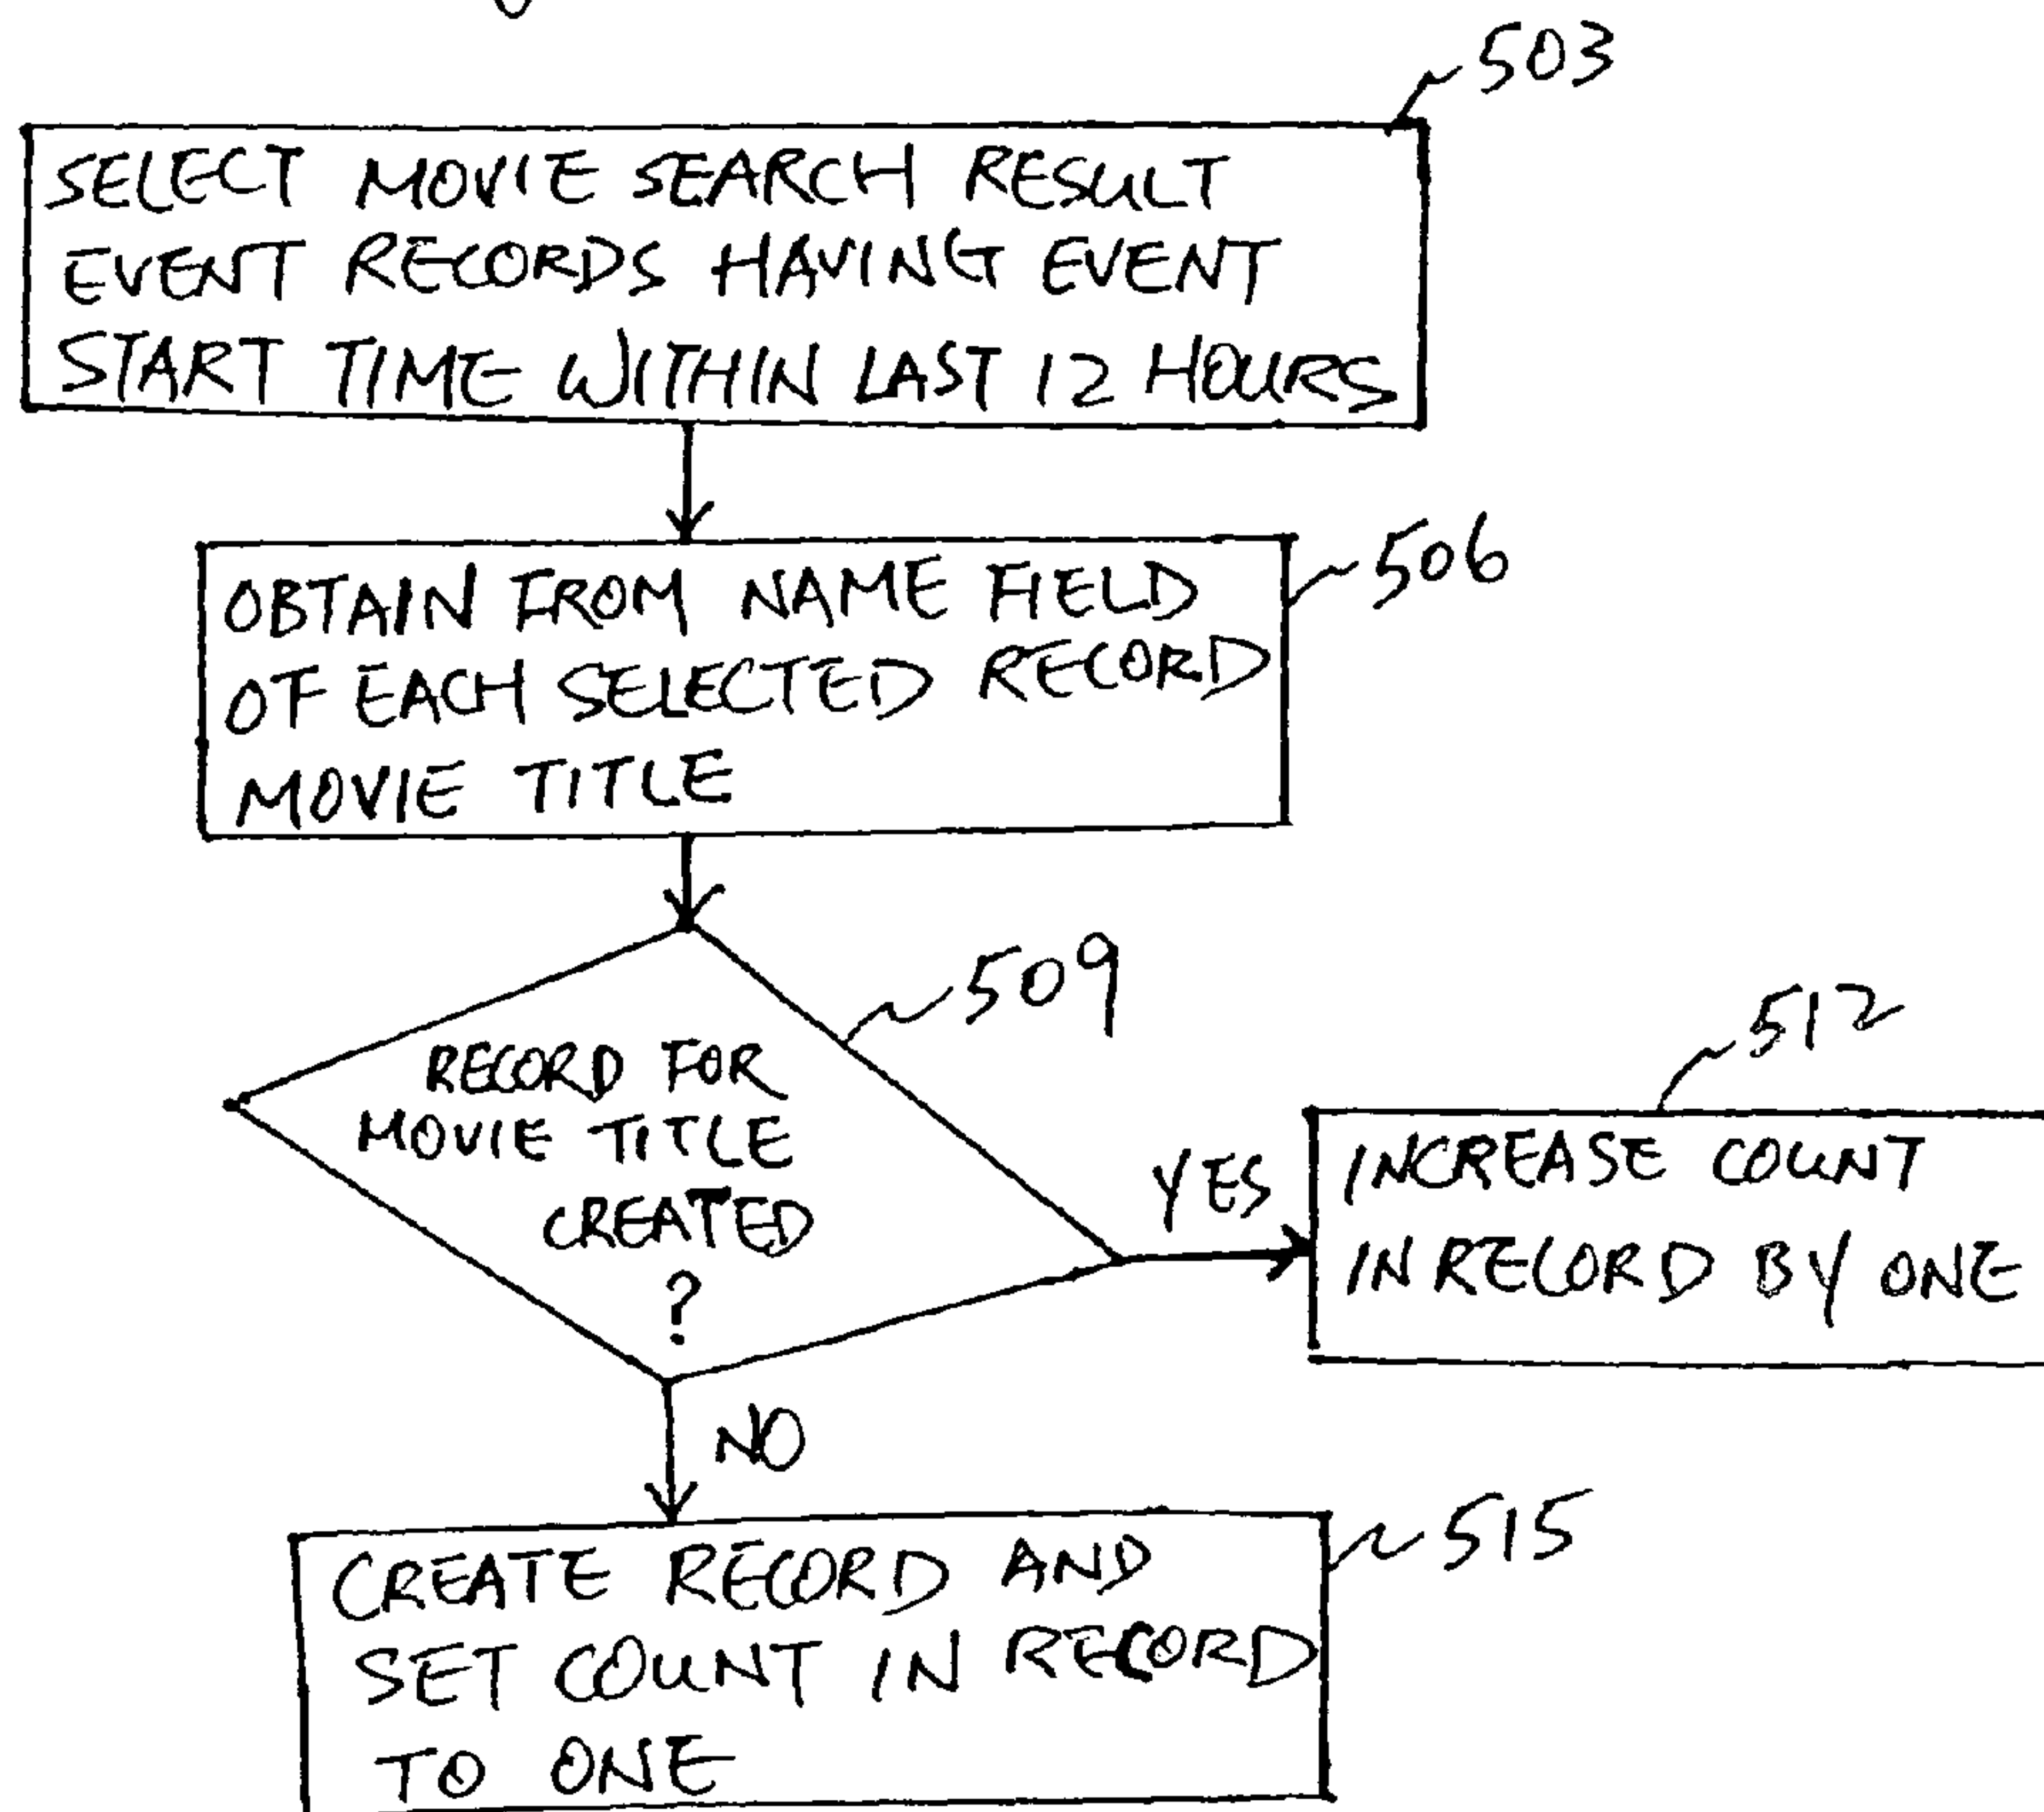 503
SELECT MOVIE SEARCH RESULT
EVENT RECORDS HAVING EVENT
START TIME WITHIN LAST 12 HOURS
506
OBTAIN FROM NAME FIELD
OF EACH SELECTED RECORD
MOVIE TITLE
509
RECORD FOR
MOVIE TITLE
CREATED
?
YES
512
INCREASE COUNT
IN RECORD BY ONE
NO
515
CREATE RECORD AND
SET COUNT IN RECORD
TO ONE